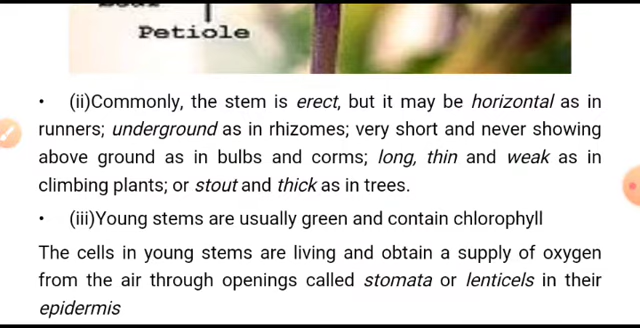 Petiole
• (ii)Commonly, the stem is erect, but it may be horizontal as in
runners; underground as in rhizomes; very short and never showing
above ground as in bulbs and corms; long, thin and weak as in
climbing plants; or stout and thick as in trees.
• (iii)Young stems are usually green and contain chlorophyll
The cells in young stems are living and obtain a supply of oxygen
from the air through openings called stomata or lenticels in their
epidermis